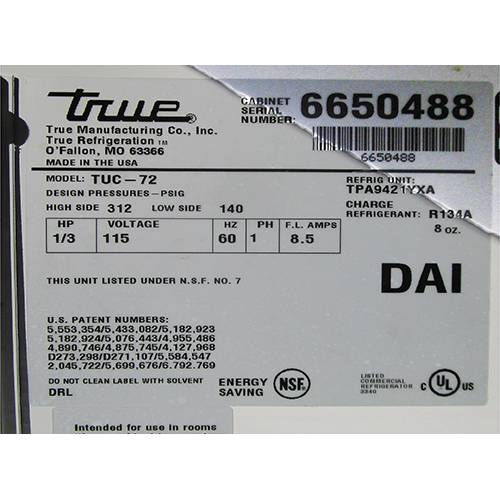 true®
True Manufacturing Co., Inc.
True Refrigeration TM
O'Fallon, MO 63366
MADE IN THE USA
CABINET SERIAL NUMBER: 6650488
6650488
MODEL: TUC-72
REFRIG UNIT: TPA9421YXA
DESIGN PRESSURES-PSIG
HIGH SIDE 312 LOW SIDE 140
CHARGE
REFRIGERANT: R134A
8 oz.
HP VOLTAGE HZ PH F.L. AMPS
1/3 115 60 1 8.5
THIS UNIT LISTED UNDER N.S.F. NO. 7
DAI
U.S. PATENT NUMBERS:
5,553,354/5,433,082/5,182,923
5,182,924/5,076,443/4,955,486
4,890,746/4,875,745/4,127,968
D273,298/D271,107/5,584,547
2,045,722/5,699,676/6.792.769
DO NOT CLEAN LABEL WITH SOLVENT
DRL
ENERGY
SAVING
NSF®
LISTED
COMMERCIAL
REFRIGERATOR
334G
C UL US
Intended for use in rooms